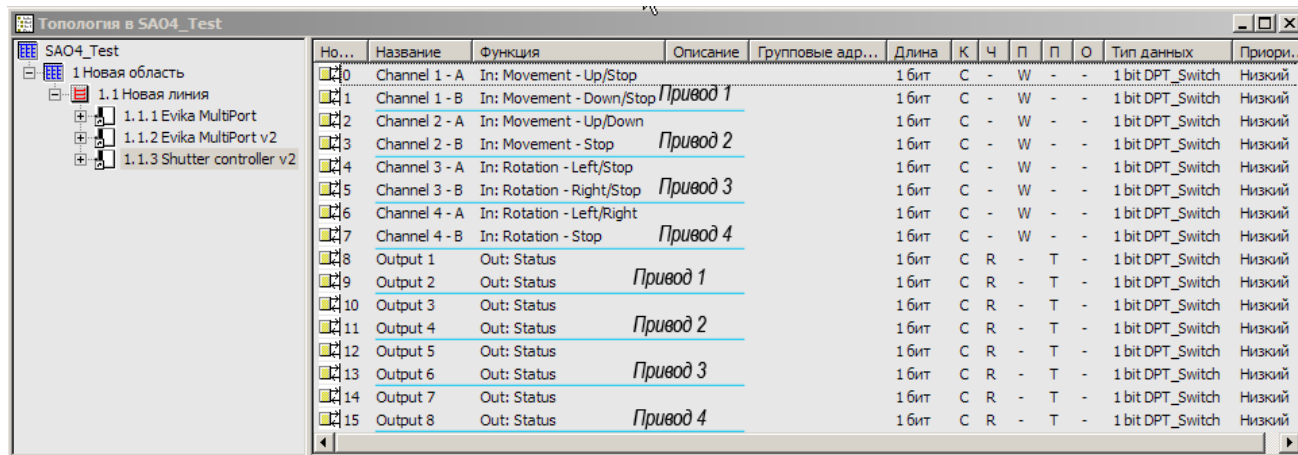 Топология в SAO4_Test
SAO4_Test
1 Новая область
1.1 Новая линия
1.1.1 Evika MultiPort
1.1.2 Evika MultiPort v2
1.1.3 Shutter controller v2
Но... Название Функция Описание Групповые адр... Длина К Ч П П О Тип данных Приори...
0 Channel 1 - A In: Movement - Up/Stop 1 бит C - W - - 1 bit DPT_Switch Низкий
1 Channel 1 - B In: Movement - Down/Stop Привод 1 1 бит C - W - - 1 bit DPT_Switch Низкий
2 Channel 2 - A In: Movement - Up/Down 1 бит C - W - - 1 bit DPT_Switch Низкий
3 Channel 2 - B In: Movement - Stop Привод 2 1 бит C - W - - 1 bit DPT_Switch Низкий
4 Channel 3 - A In: Rotation - Left/Stop 1 бит C - W - - 1 bit DPT_Switch Низкий
5 Channel 3 - B In: Rotation - Right/Stop Привод 3 1 бит C - W - - 1 bit DPT_Switch Низкий
6 Channel 4 - A In: Rotation - Left/Right 1 бит C - W - - 1 bit DPT_Switch Низкий
7 Channel 4 - B In: Rotation - Stop Привод 4 1 бит C - W - - 1 bit DPT_Switch Низкий
8 Output 1 Out: Status 1 бит C R - T - 1 bit DPT_Switch Низкий
9 Output 2 Out: Status Привод 1 1 бит C R - T - 1 bit DPT_Switch Низкий
10 Output 3 Out: Status 1 бит C R - T - 1 bit DPT_Switch Низкий
11 Output 4 Out: Status Привод 2 1 бит C R - T - 1 bit DPT_Switch Низкий
12 Output 5 Out: Status 1 бит C R - T - 1 bit DPT_Switch Низкий
13 Output 6 Out: Status Привод 3 1 бит C R - T - 1 bit DPT_Switch Низкий
14 Output 7 Out: Status 1 бит C R - T - 1 bit DPT_Switch Низкий
15 Output 8 Out: Status Привод 4 1 бит C R - T - 1 bit DPT_Switch Низкий